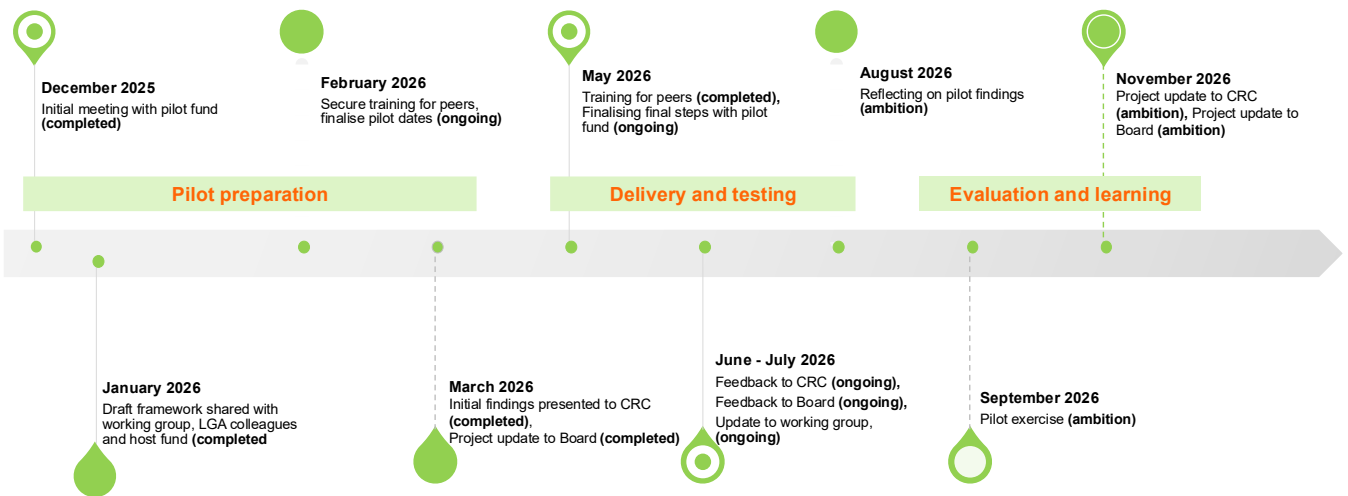 December 2025
Initial meeting with pilot fund
(completed)
February 2026
Secure training for peers,
finalise pilot dates (ongoing)
May 2026
Training for peers (completed),
Finalising final steps with pilot
fund (ongoing)
August 2026
Reflecting on pilot findings
(ambition)
November 2026
Project update to CRC
(ambition), Project update to
Board (ambition)
Pilot preparation
Delivery and testing
Evaluation and learning
January 2026
Draft framework shared with
working group, LGA colleagues
and host fund (completed
March 2026
Initial findings presented to CRC
(completed),
Project update to Board (completed)
June - July 2026
Feedback to CRC (ongoing),
Feedback to Board (ongoing),
Update to working group,
(ongoing)
September 2026
Pilot exercise (ambition)